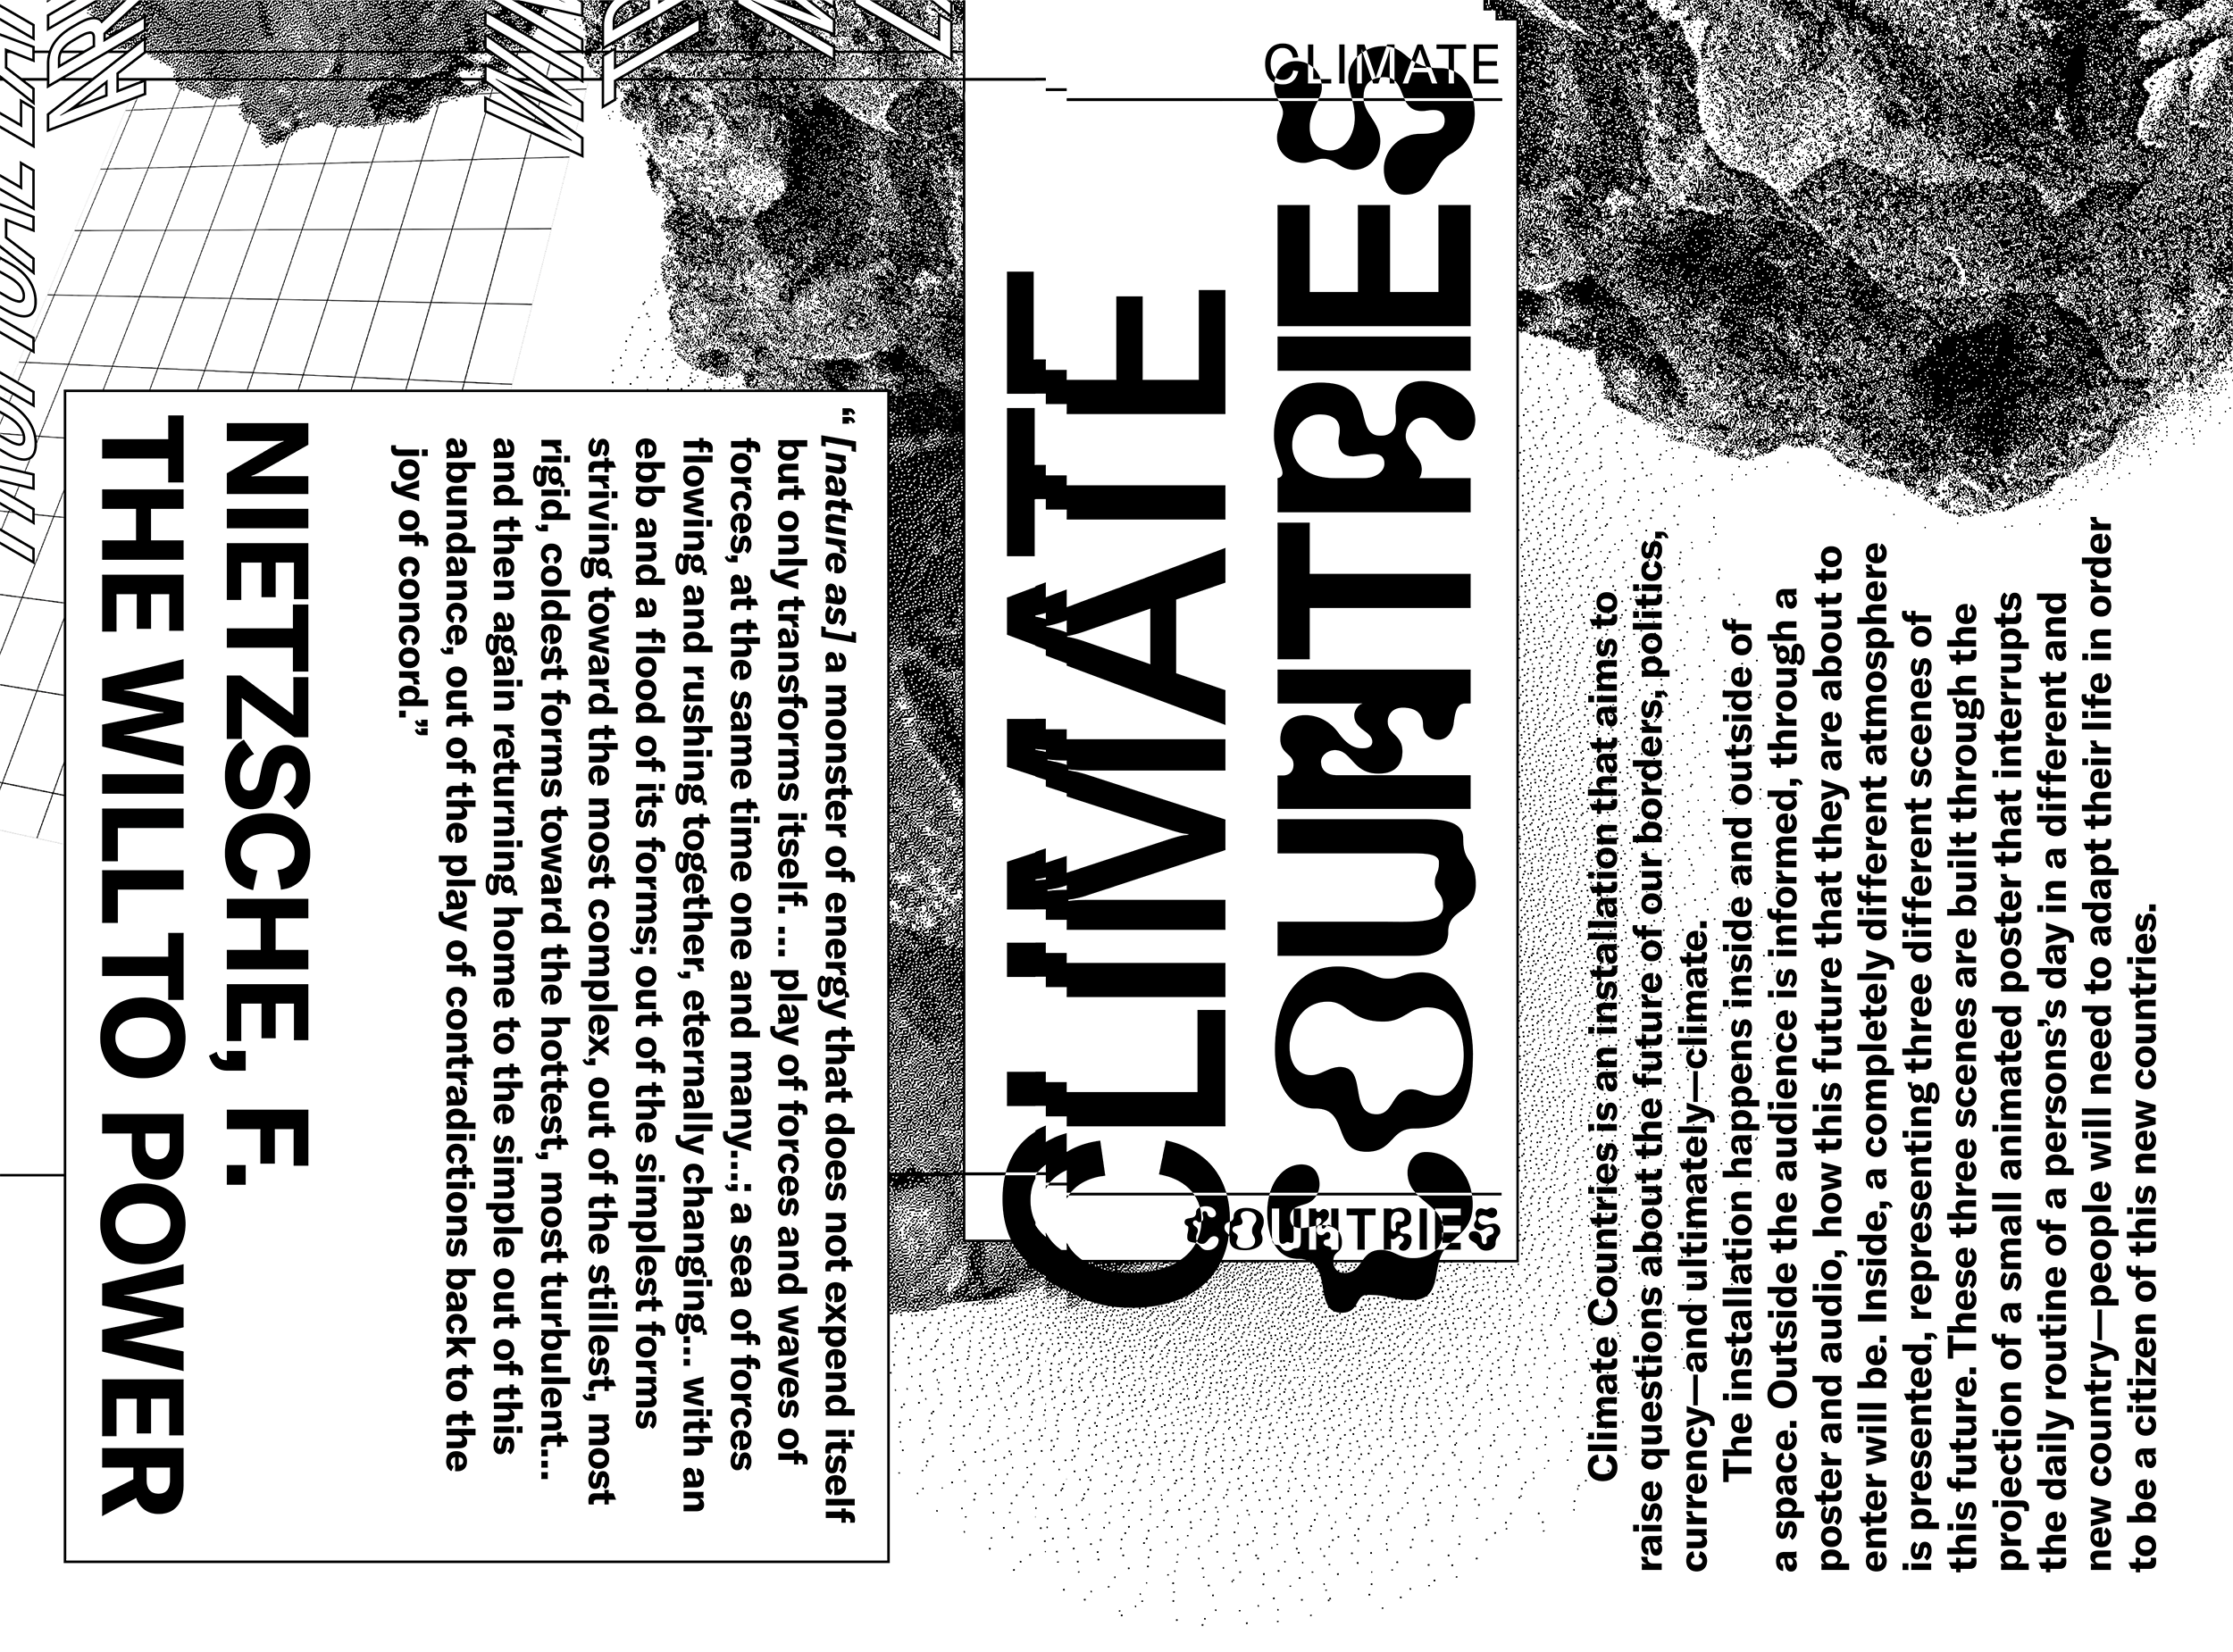 CLIMATE
CLIMATE
COUNTRIES
COUNTRIES
NIETZSCHE, F.
THE WILL TO POWER
“ [nature as] a monster of energy that does not expend itself
but only transforms itself. ... play of forces and waves of
forces, at the same time one and many...; a sea of forces
flowing and rushing together, eternally changing... with an
ebb and a flood of its forms; out of the simplest forms
striving toward the most complex, out of the stillest, most
rigid, coldest forms toward the hottest, most turbulent...
and then again returning home to the simple out of this
abundance, out of the play of contradictions back to the
joy of concord.”
Climate Countries is an installation that aims to
raise questions about the future of our borders, politics,
currency—and ultimately—climate.
The installation happens inside and outside of
a space. Outside the audience is informed, through a
poster and audio, how this future that they are about to
enter will be. Inside, a completely different atmosphere
is presented, representing three different scenes of
this future. These three scenes are built through the
projection of a small animated poster that interrupts
the daily routine of a persons’s day in a different and
new country—people will need to adapt their life in order
to be a citizen of this new countries.